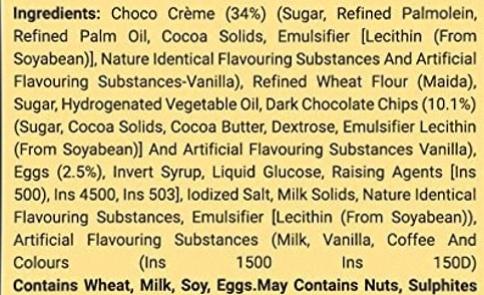 Ingredients: Choco Crème (34%) (Sugar, Refined Palmolein,
Refined Palm Oil, Cocoa Solids, Emulsifier [Lecithin (From
Soyabean)], Nature Identical Flavouring Substances And Artificial
Flavouring Substances-Vanilla), Refined Wheat Flour (Maida),
Sugar, Hydrogenated Vegetable Oil, Dark Chocolate Chips (10.1%)
(Sugar, Cocoa Solids, Cocoa Butter, Dextrose, Emulsifier Lecithin
(From Soyabean)] And Artificial Flavouring Substances Vanilla),
Eggs (2.5%), Invert Syrup, Liquid Glucose, Raising Agents [Ins
500), Ins 4500, Ins 503], Iodized Salt, Milk Solids, Nature Identical
Flavouring Substances, Emulsifier [Lecithin (From Soyabean)),
Artificial Flavouring Substances (Milk, Vanilla, Coffee And
Colours (Ins 1500 Ins 150D)
Contains Wheat, Milk, Soy, Eggs.May Contains Nuts, Sulphites